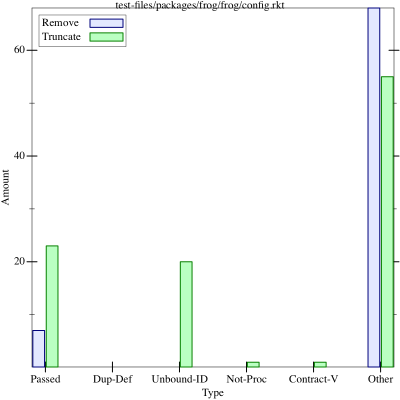 test-files/packages/frog/frog/config.rkt
Remove
Truncate
60
40
20
Amount
Passed Dup-Def Unbound-ID Not-Proc Contract-V Other
Type